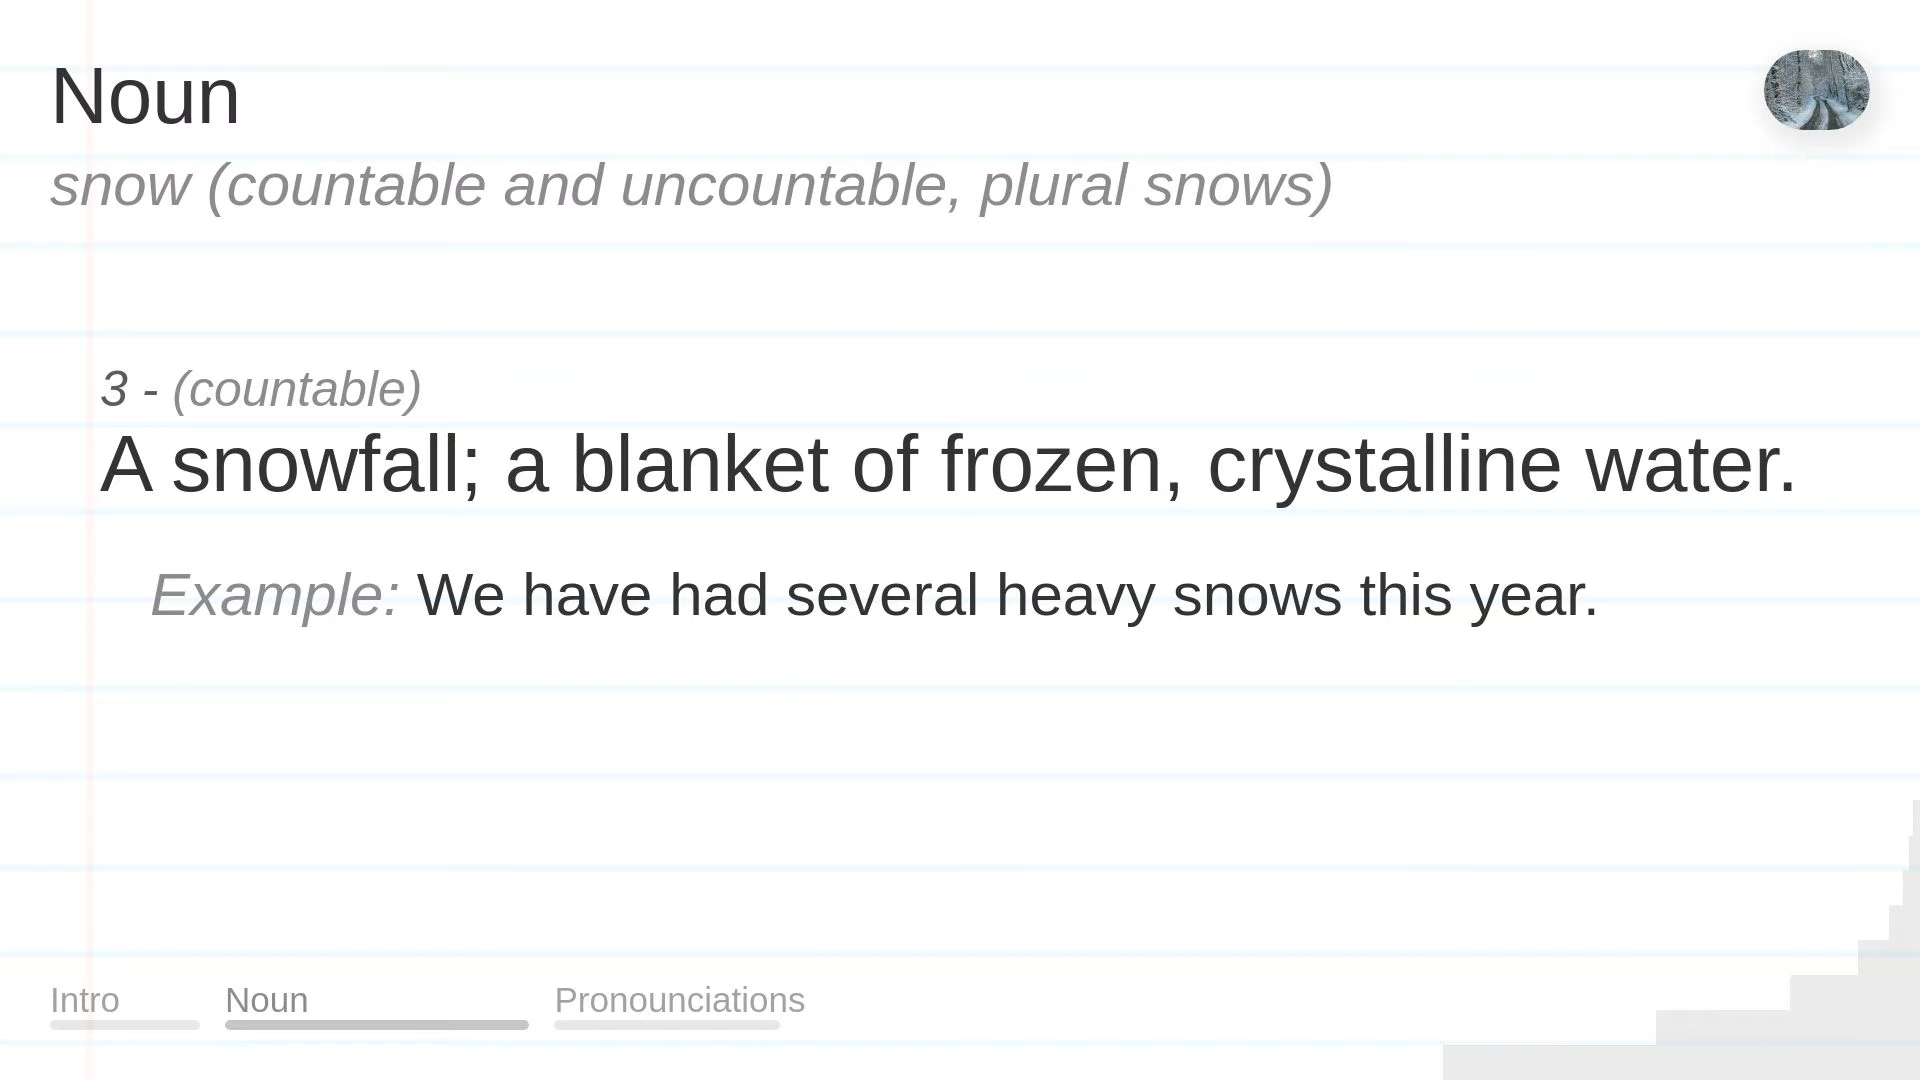 Noun
snow (countable and uncountable, plural snows)
3 - (countable)
A snowfall; a blanket of frozen, crystalline water.
Example: We have had several heavy snows this year.
Intro
Noun
Pronounciations